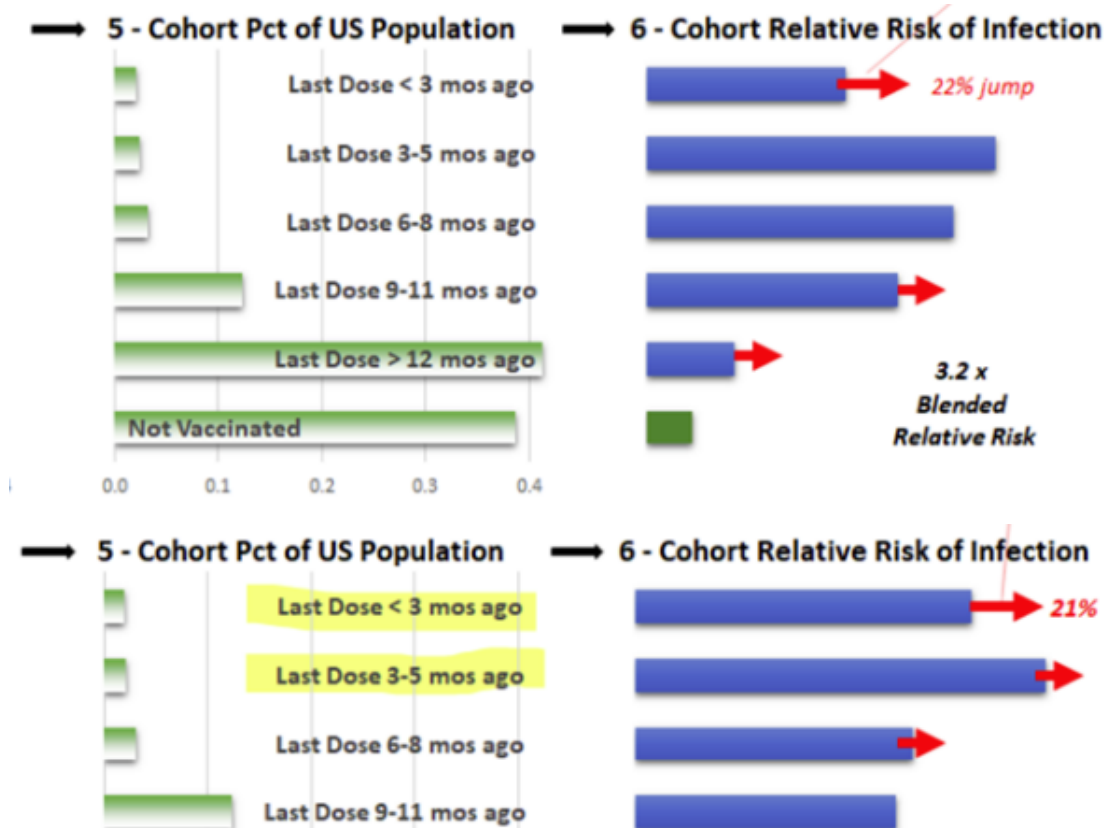 5 - Cohort Pct of US Population
6 - Cohort Relative Risk of Infection
Last Dose < 3 mos ago
22% jump
Last Dose 3-5 mos ago
Last Dose 6-8 mos ago
Last Dose 9-11 mos ago
Last Dose > 12 mos ago
Not Vaccinated
3.2 x
Blended
Relative Risk
0.0 0.1 0.2 0.3 0.4
5 - Cohort Pct of US Population
6 - Cohort Relative Risk of Infection
Last Dose < 3 mos ago
21%
Last Dose 3-5 mos ago
Last Dose 6-8 mos ago
Last Dose 9-11 mos ago